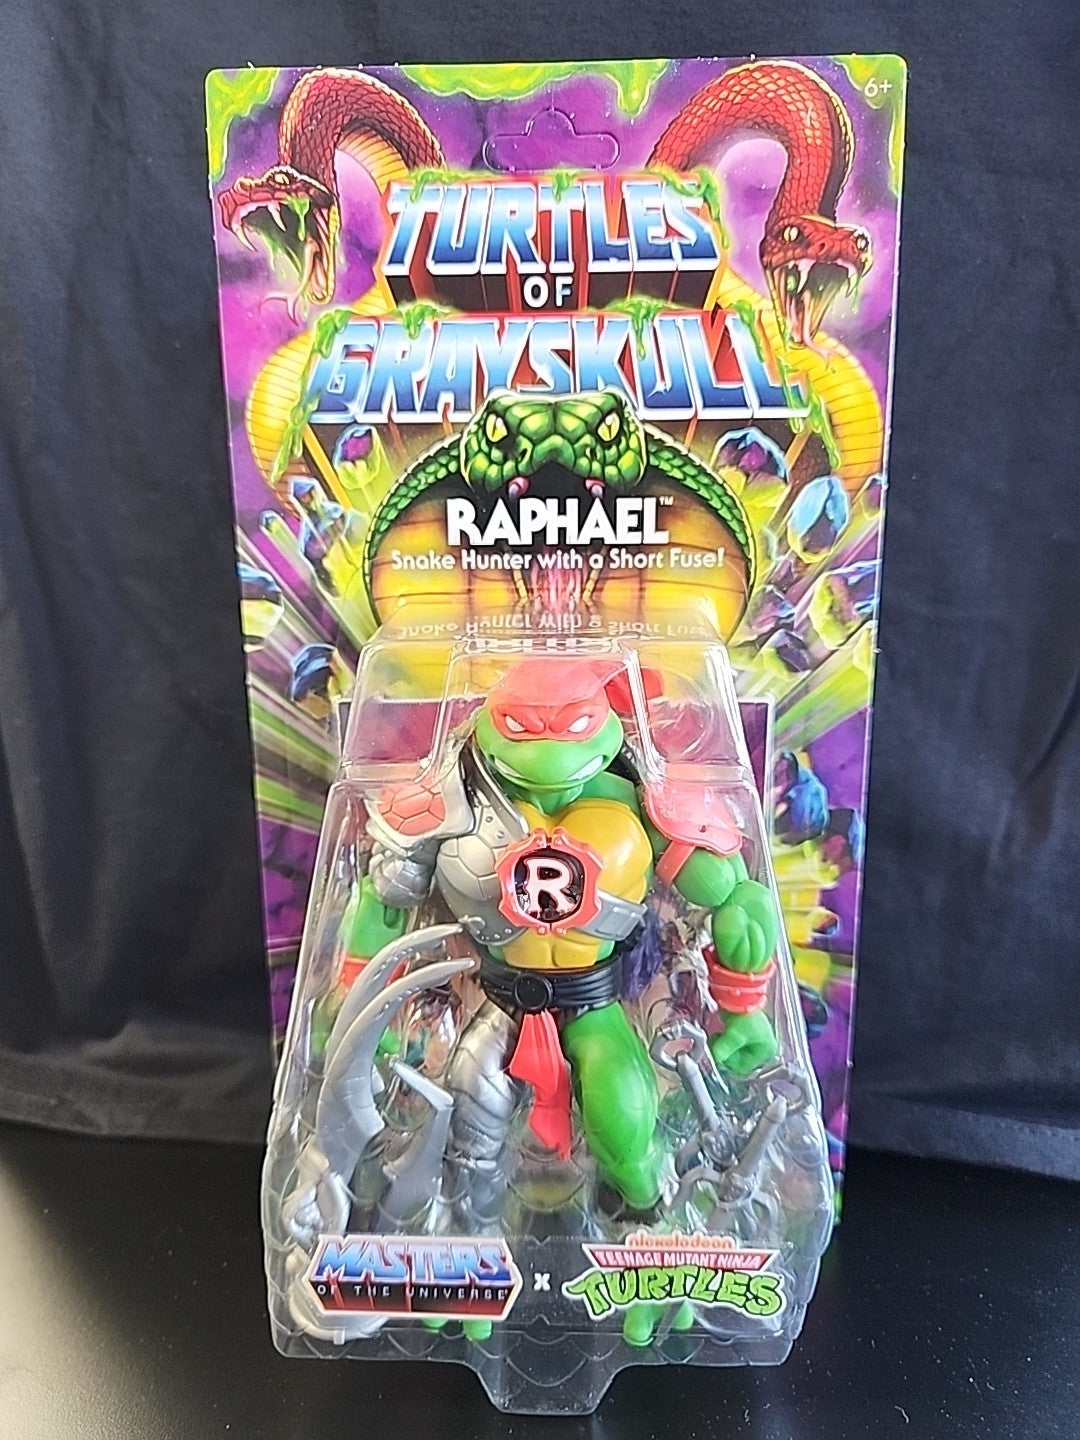 6+
TURTLES
OF
GRAYSKULL
RAPHAEL™
Snake Hunter with a Short Fuse!
R
MASTERS
OF THE UNIVERSE
x
nickelodeon
TEENAGE MUTANT NINJA
TURTLES